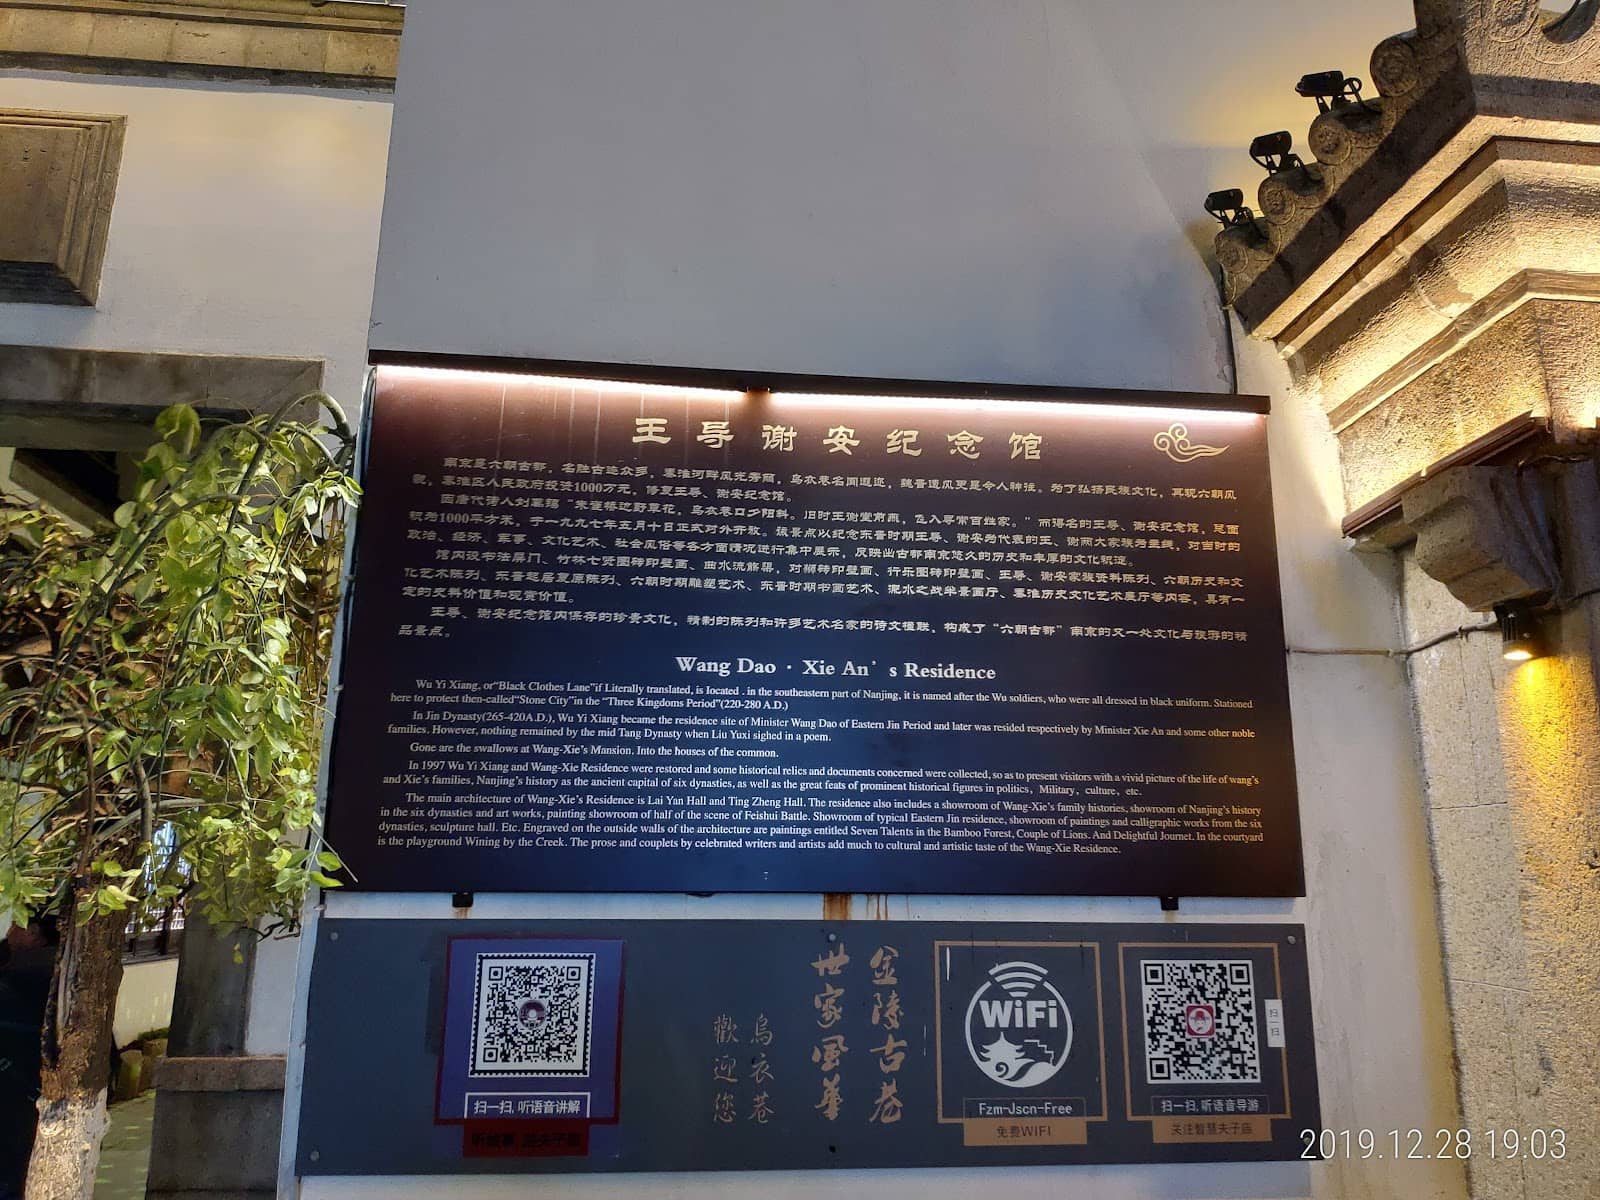 王导谢安纪念馆
南京是六朝古都，名胜古迹众多，秦淮河畔风光秀丽，乌衣巷名闻遐迩，魏晋遗风更是令人神往。为了弘扬民族文化，再现六朝风
貌，秦淮区人民政府投资1000万元，修复王导、谢安纪念馆。
因唐代诗人刘禹锡“朱雀桥边野草花，乌衣巷口夕阳斜。旧时王谢堂前燕，飞入寻常百姓家。”而得名的王导、谢安纪念馆，总面
积为1000平方米，于一九九七年五月十日正式对外开放。该景点以纪念东晋时期王导、谢安为代表的王、谢两大家族为主线，对当时的
政治、经济、军事、文化艺术、社会风俗等各方面情况进行集中展示，反映出古都南京悠久的历史和丰厚的文化积淀。
馆内设书法屏门、竹林七贤图砖印壁画、曲水流觞渠，对狮砖印壁画、行乐图砖印壁画、王导、谢安家族资料陈列、六朝历史和文
化艺术陈列、东晋起居复原陈列、六朝时期雕塑艺术、东晋时期书画艺术、淝水之战半景画厅、秦淮历史文化艺术展厅等内容，具有一
定的史料价值和观赏价值。
王导、谢安纪念馆内保存的珍贵文化，精制的陈列和许多艺术名家的诗文楹联，构成了“六朝古都”南京的又一处文化与旅游的精
品景点。
Wang Dao · Xie An’s Residence
Wu Yi Xiang, or“Black Clothes Lane”if Literally translated, is located . in the southeastern part of Nanjing, it is named after the Wu soldiers, who were all dressed in black uniform. Stationed
here to protect then-called“Stone City”in the “Three Kingdoms Period”(220-280 A.D.)
In Jin Dynasty(265-420A.D.), Wu Yi Xiang became the residence site of Minister Wang Dao of Eastern Jin Period and later was resided respectively by Minister Xie An and some other noble
families. However, nothing remained by the mid Tang Dynasty when Liu Yuxi sighed in a poem.
Gone are the swallows at Wang-Xie’s Mansion, Into the houses of the common.
In 1997 Wu Yi Xiang and Wang-Xie Residence were restored and some historical relics and documents concerned were collected, so as to present visitors with a vivid picture of the life of wang’s
and Xie’s families, Nanjing’s history as the ancient capital of six dynasties, as well as the great feats of prominent historical figures in politics, Military, culture, etc.
The main architecture of Wang-Xie’s Residence is Lai Yan Hall and Ting Zheng Hall. The residence also includes a showroom of Wang-Xie’s family histories, showroom of Nanjing’s history
in the six dynasties and art works, painting showroom of half of the scene of Feishui Battle. Showroom of typical Eastern Jin residence, showroom of paintings and calligraphic works from the six
dynasties, sculpture hall. Etc. Engraved on the outside walls of the architecture are paintings entitled Seven Talents in the Bamboo Forest, Couple of Lions. And Delightful Journet. In the courtyard
is the playground Wining by the Creek. The prose and couplets by celebrated writers and artists add much to cultural and artistic taste of the Wang-Xie Residence.
扫一扫，听语音讲解
听故事 游夫子庙
金陵古巷
世家风华
烏衣巷
歡迎您
WiFi
Fzm-Jscn-Free
免费WIFI
扫一扫
扫一扫，听语音导游
关注智慧夫子庙
2019.12.28 19:03